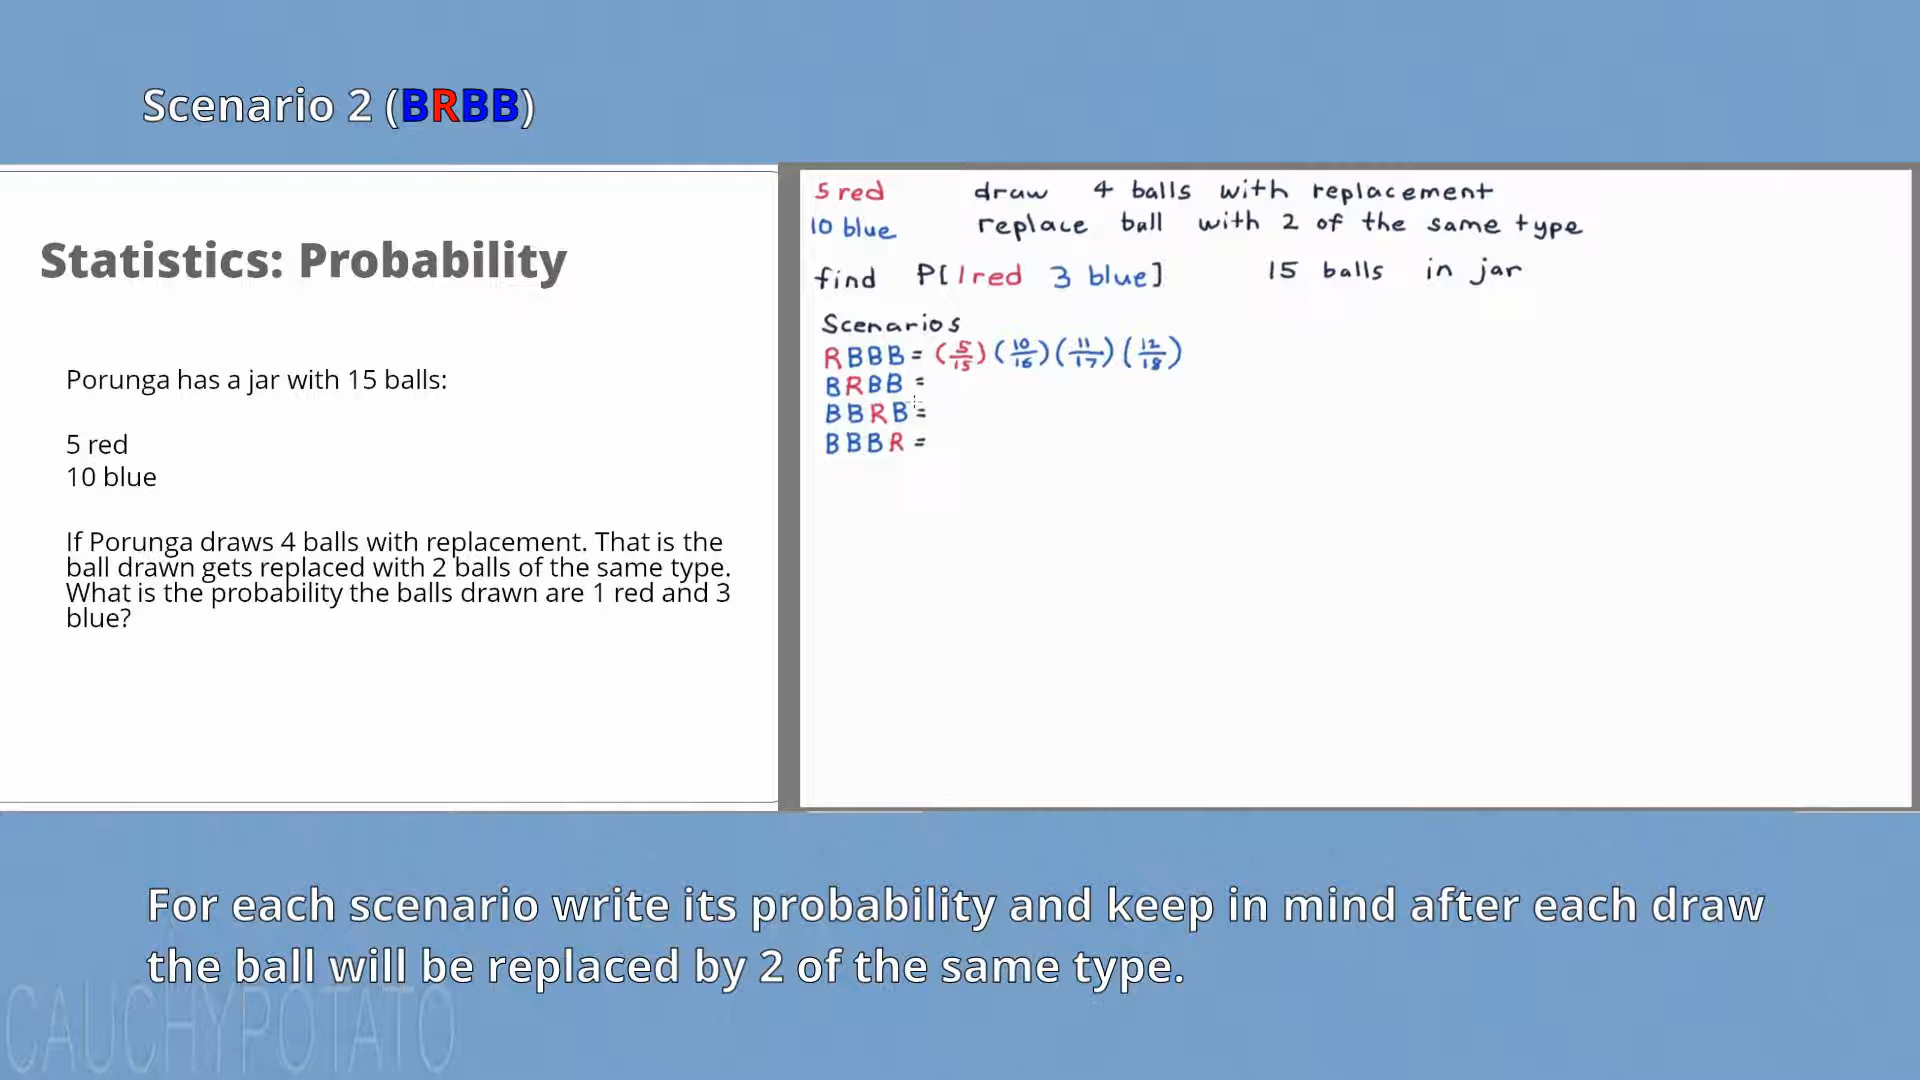 Scenario 2 (BRBB)
Statistics: Probability
Porunga has a jar with 15 balls:
5 red
10 blue
If Porunga draws 4 balls with replacement. That is the
ball drawn gets replaced with 2 balls of the same type.
What is the probability the balls drawn are 1 red and 3
blue?
5 red draw 4 balls with replacement
10 blue replace ball with 2 of the same type
find P[1red 3 blue] 15 balls in jar
Scenarios
RBBB = (5/15)(10/16)(11/17)(12/18)
BRBB =
BBRB =
BBBR =
For each scenario write its probability and keep in mind after each draw
the ball will be replaced by 2 of the same type.
CAUCHYPOTATO